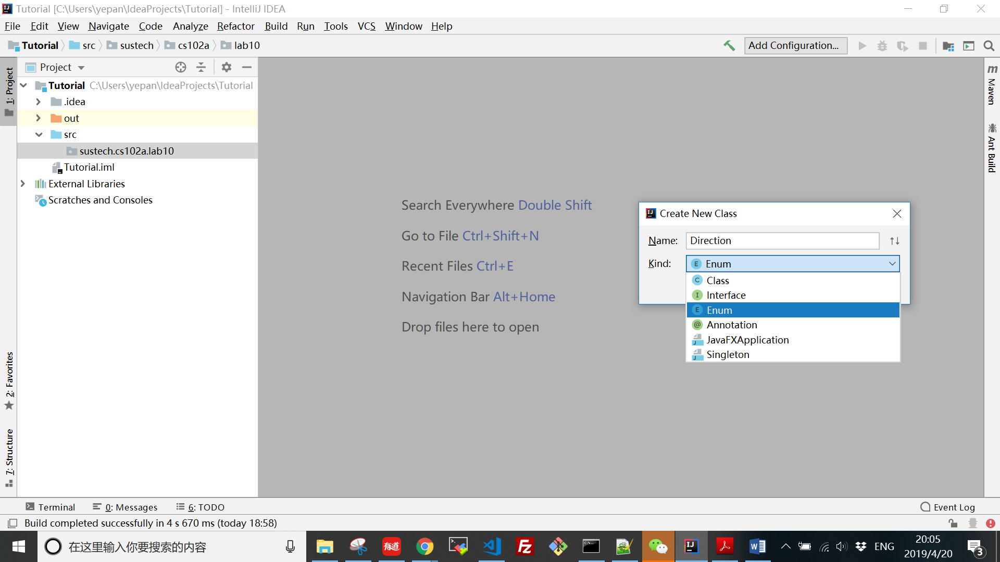 Tutorial [C:\Users\yepan\IdeaProjects\Tutorial] - IntelliJ IDEA
File Edit View Navigate Code Analyze Refactor Build Run Tools VCS Window Help
Tutorial src sustech cs102a lab10 Add Configuration...
1: Project
Project
Tutorial C:\Users\yepan\IdeaProjects\Tutorial
.idea
out
src
sustech.cs102a.lab10
Tutorial.iml
External Libraries
Scratches and Consoles
2: Favorites
7: Structure
Search Everywhere Double Shift
Go to File Ctrl+Shift+N
Recent Files Ctrl+E
Navigation Bar Alt+Home
Drop files here to open
Create New Class
Name: Direction
Kind: E Enum
C Class
I Interface
E Enum
@ Annotation
JavaFXApplication
Singleton
m Maven
Ant Build
Terminal 0: Messages 6: TODO Event Log
Build completed successfully in 4 s 670 ms (today 18:58)
在这里输入你要搜索的内容
有道
ENG
20:05
2019/4/20
3